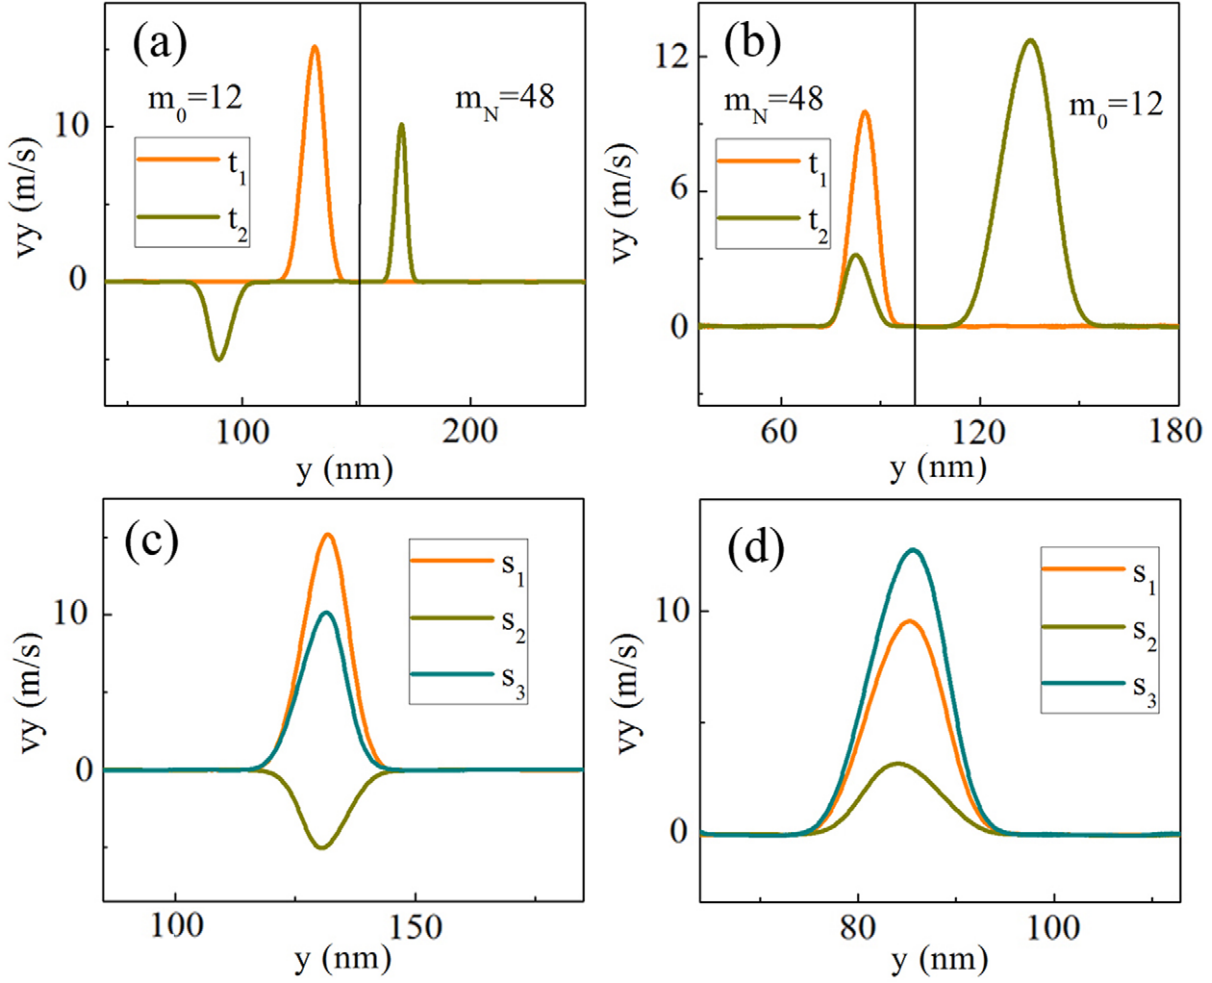 (a)
m0=12
mN=48
t1
t2
10
0
vy (m/s)
100
200
y (nm)
(b)
mN=48
m0=12
t1
t2
12
6
0
vy (m/s)
60
120
180
y (nm)
(c)
s1
s2
s3
10
0
vy (m/s)
100
150
y (nm)
(d)
s1
s2
s3
10
0
vy (m/s)
80
100
y (nm)